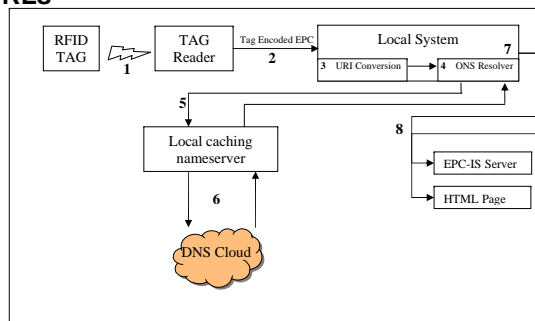 RFID
TAG
1
TAG
Reader
Tag Encoded EPC
2
Local System
7
3 URI Conversion
4 ONS Resolver
5
Local caching
nameserver
8
EPC-IS Server
HTML Page
6
DNS Cloud